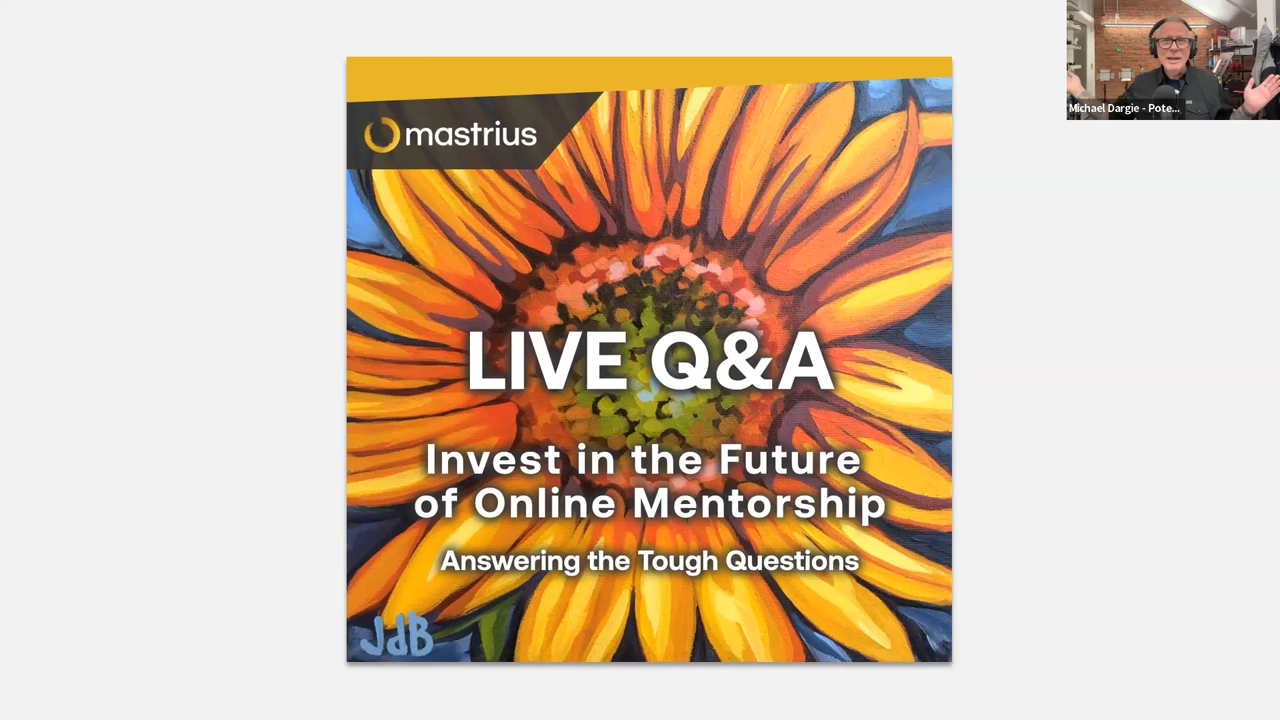 mastrius
LIVE Q&A
Invest in the Future
of Online Mentorship
Answering the Tough Questions
JdB
Michael Dargie - Pote...